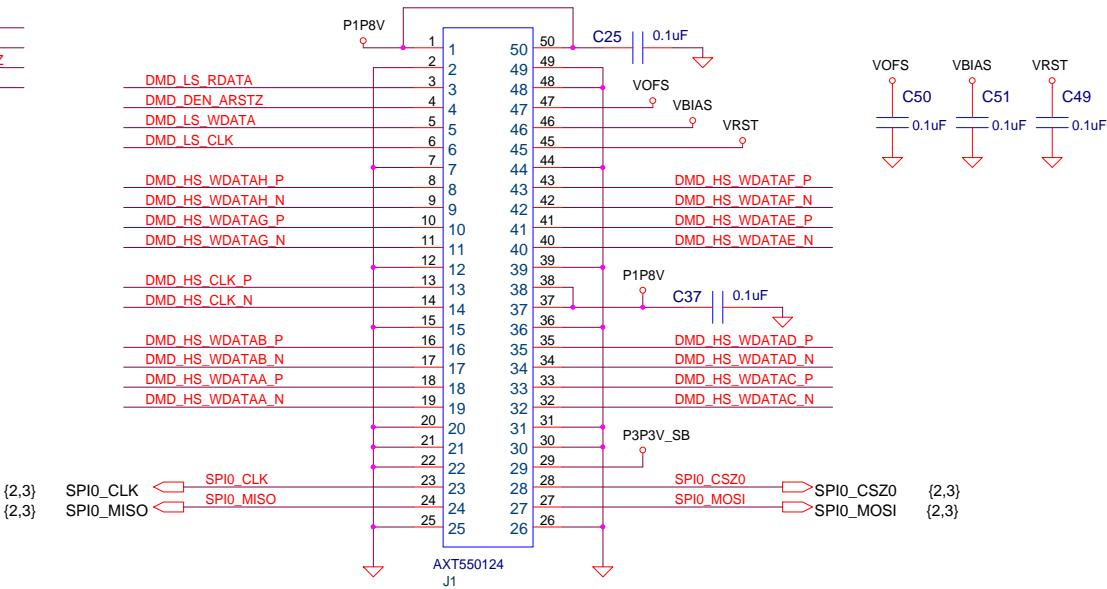 Z
P1P8V
1 1 50 50 C25 0.1uF
2 2 49 49
DMD_LS_RDATA 3 3 48 48
DMD_DEN_ARSTZ 4 4 47 47 VOFS
DMD_LS_WDATA 5 5 46 46 VBIAS
DMD_LS_CLK 6 6 45 45 VRST
7 7 44 44
DMD_HS_WDATAH_P 8 8 43 43 DMD_HS_WDATAF_P
DMD_HS_WDATAH_N 9 9 42 42 DMD_HS_WDATAF_N
DMD_HS_WDATAG_P 10 10 41 41 DMD_HS_WDATAE_P
DMD_HS_WDATAG_N 11 11 40 40 DMD_HS_WDATAE_N
12 12 39 39
DMD_HS_CLK_P 13 13 38 38 P1P8V
DMD_HS_CLK_N 14 14 37 37 C37 0.1uF
15 15 36 36
DMD_HS_WDATAB_P 16 16 35 35 DMD_HS_WDATAD_P
DMD_HS_WDATAB_N 17 17 34 34 DMD_HS_WDATAD_N
DMD_HS_WDATAA_P 18 18 33 33 DMD_HS_WDATAC_P
DMD_HS_WDATAA_N 19 19 32 32 DMD_HS_WDATAC_N
20 20 31 31
21 21 30 30 P3P3V_SB
22 22 29 29
{2,3} SPI0_CLK SPI0_CLK 23 23 28 28 SPI0_CSZ0 SPI0_CSZ0 {2,3}
{2,3} SPI0_MISO SPI0_MISO 24 24 27 27 SPI0_MOSI SPI0_MOSI {2,3}
25 25 26 26
AXT550124
J1
VOFS VBIAS VRST
C50 C51 C49
0.1uF 0.1uF 0.1uF